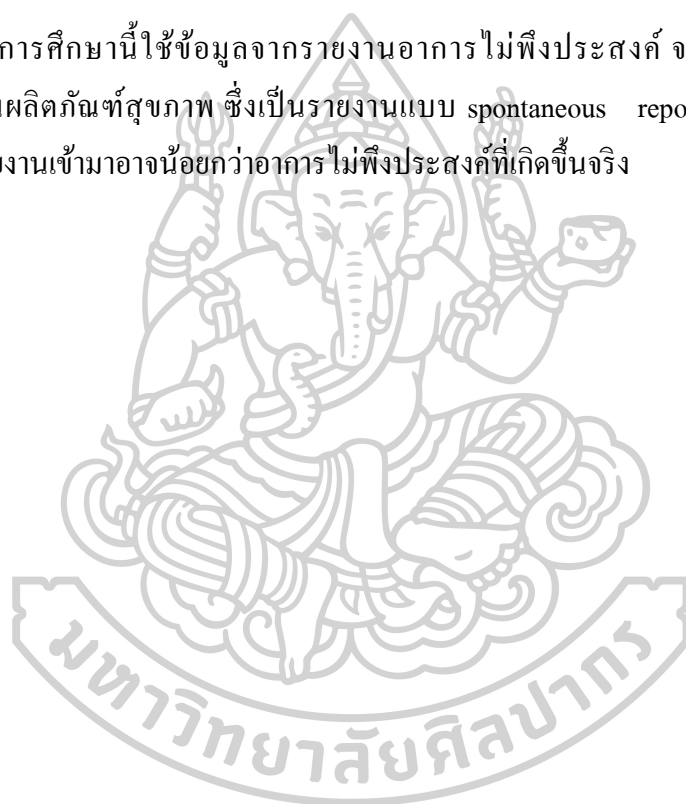 การศึกษานี้ใช้ข้อมูลจากรายงานอาการไม่พึงประสงค์ จ
ผลิตภัณฑ์สุขภาพ ซึ่งเป็นรายงานแบบ spontaneous repo
งานเข้ามาอาจน้อยกว่าอาการไม่พึงประสงค์ที่เกิดขึ้นจริง
มหาวิทยาลัยศิลปากร